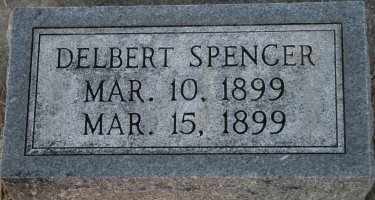 DELBERT SPENCER
MAR. 10, 1899
MAR. 15, 1899